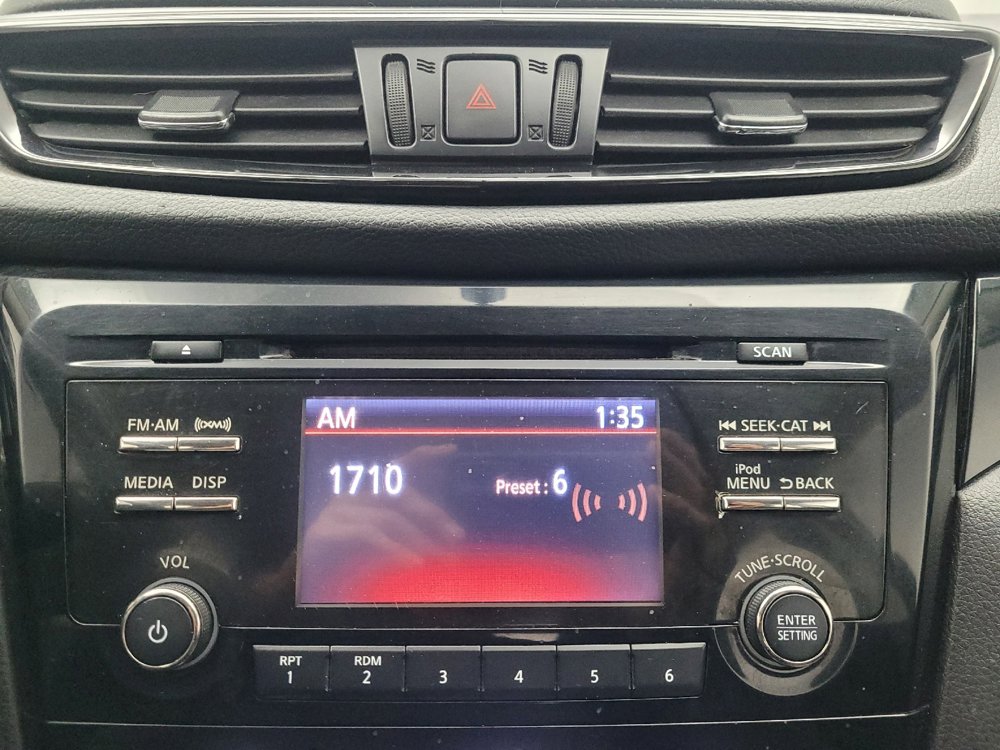 SCAN
FM·AM
((XM))
SEEK·CAT
MEDIA
DISP
iPod
MENU
BACK
AM 1:35
1710
Preset : 6
VOL
TUNE·SCROLL
ENTER
SETTING
RPT
1
RDM
2
3
4
5
6